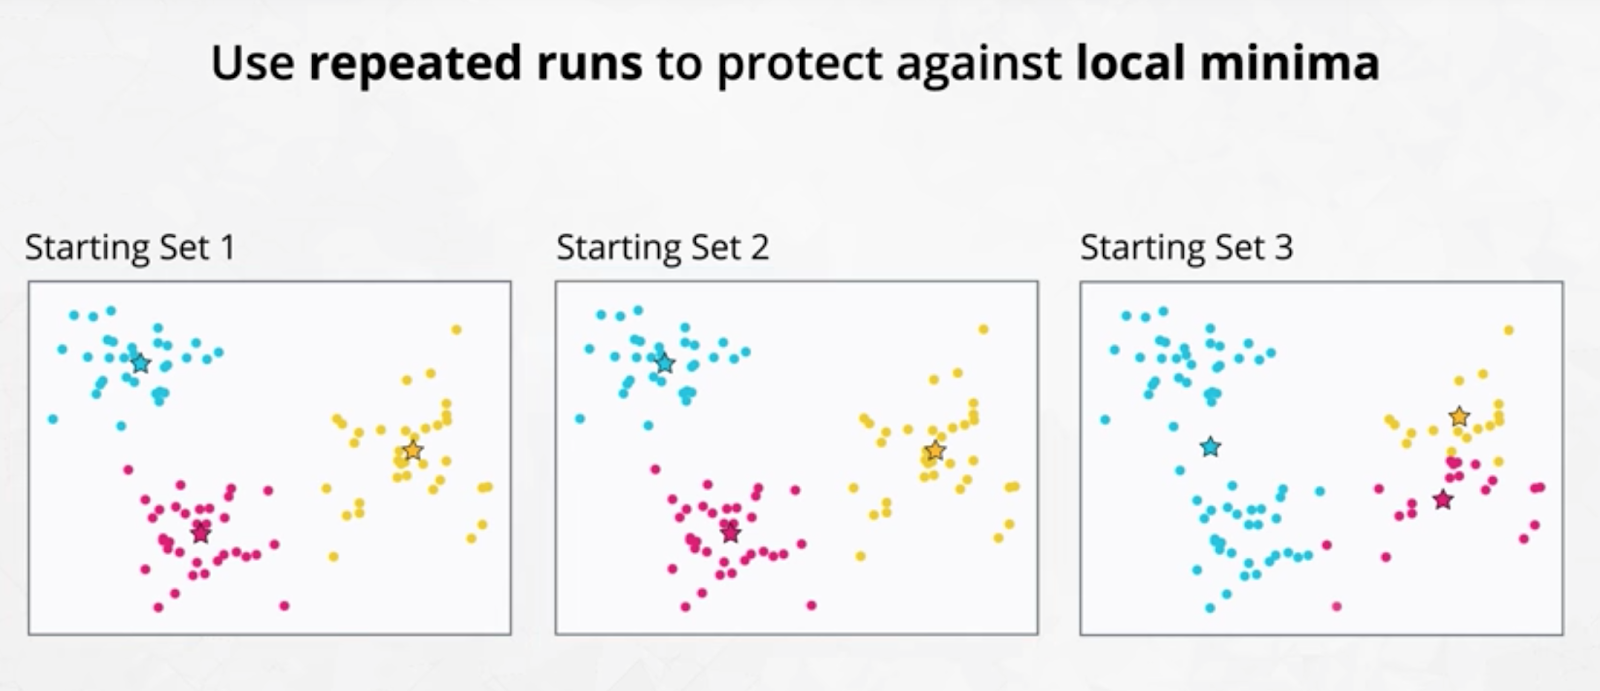 Use repeated runs to protect against local minima
Starting Set 1
Starting Set 2
Starting Set 3